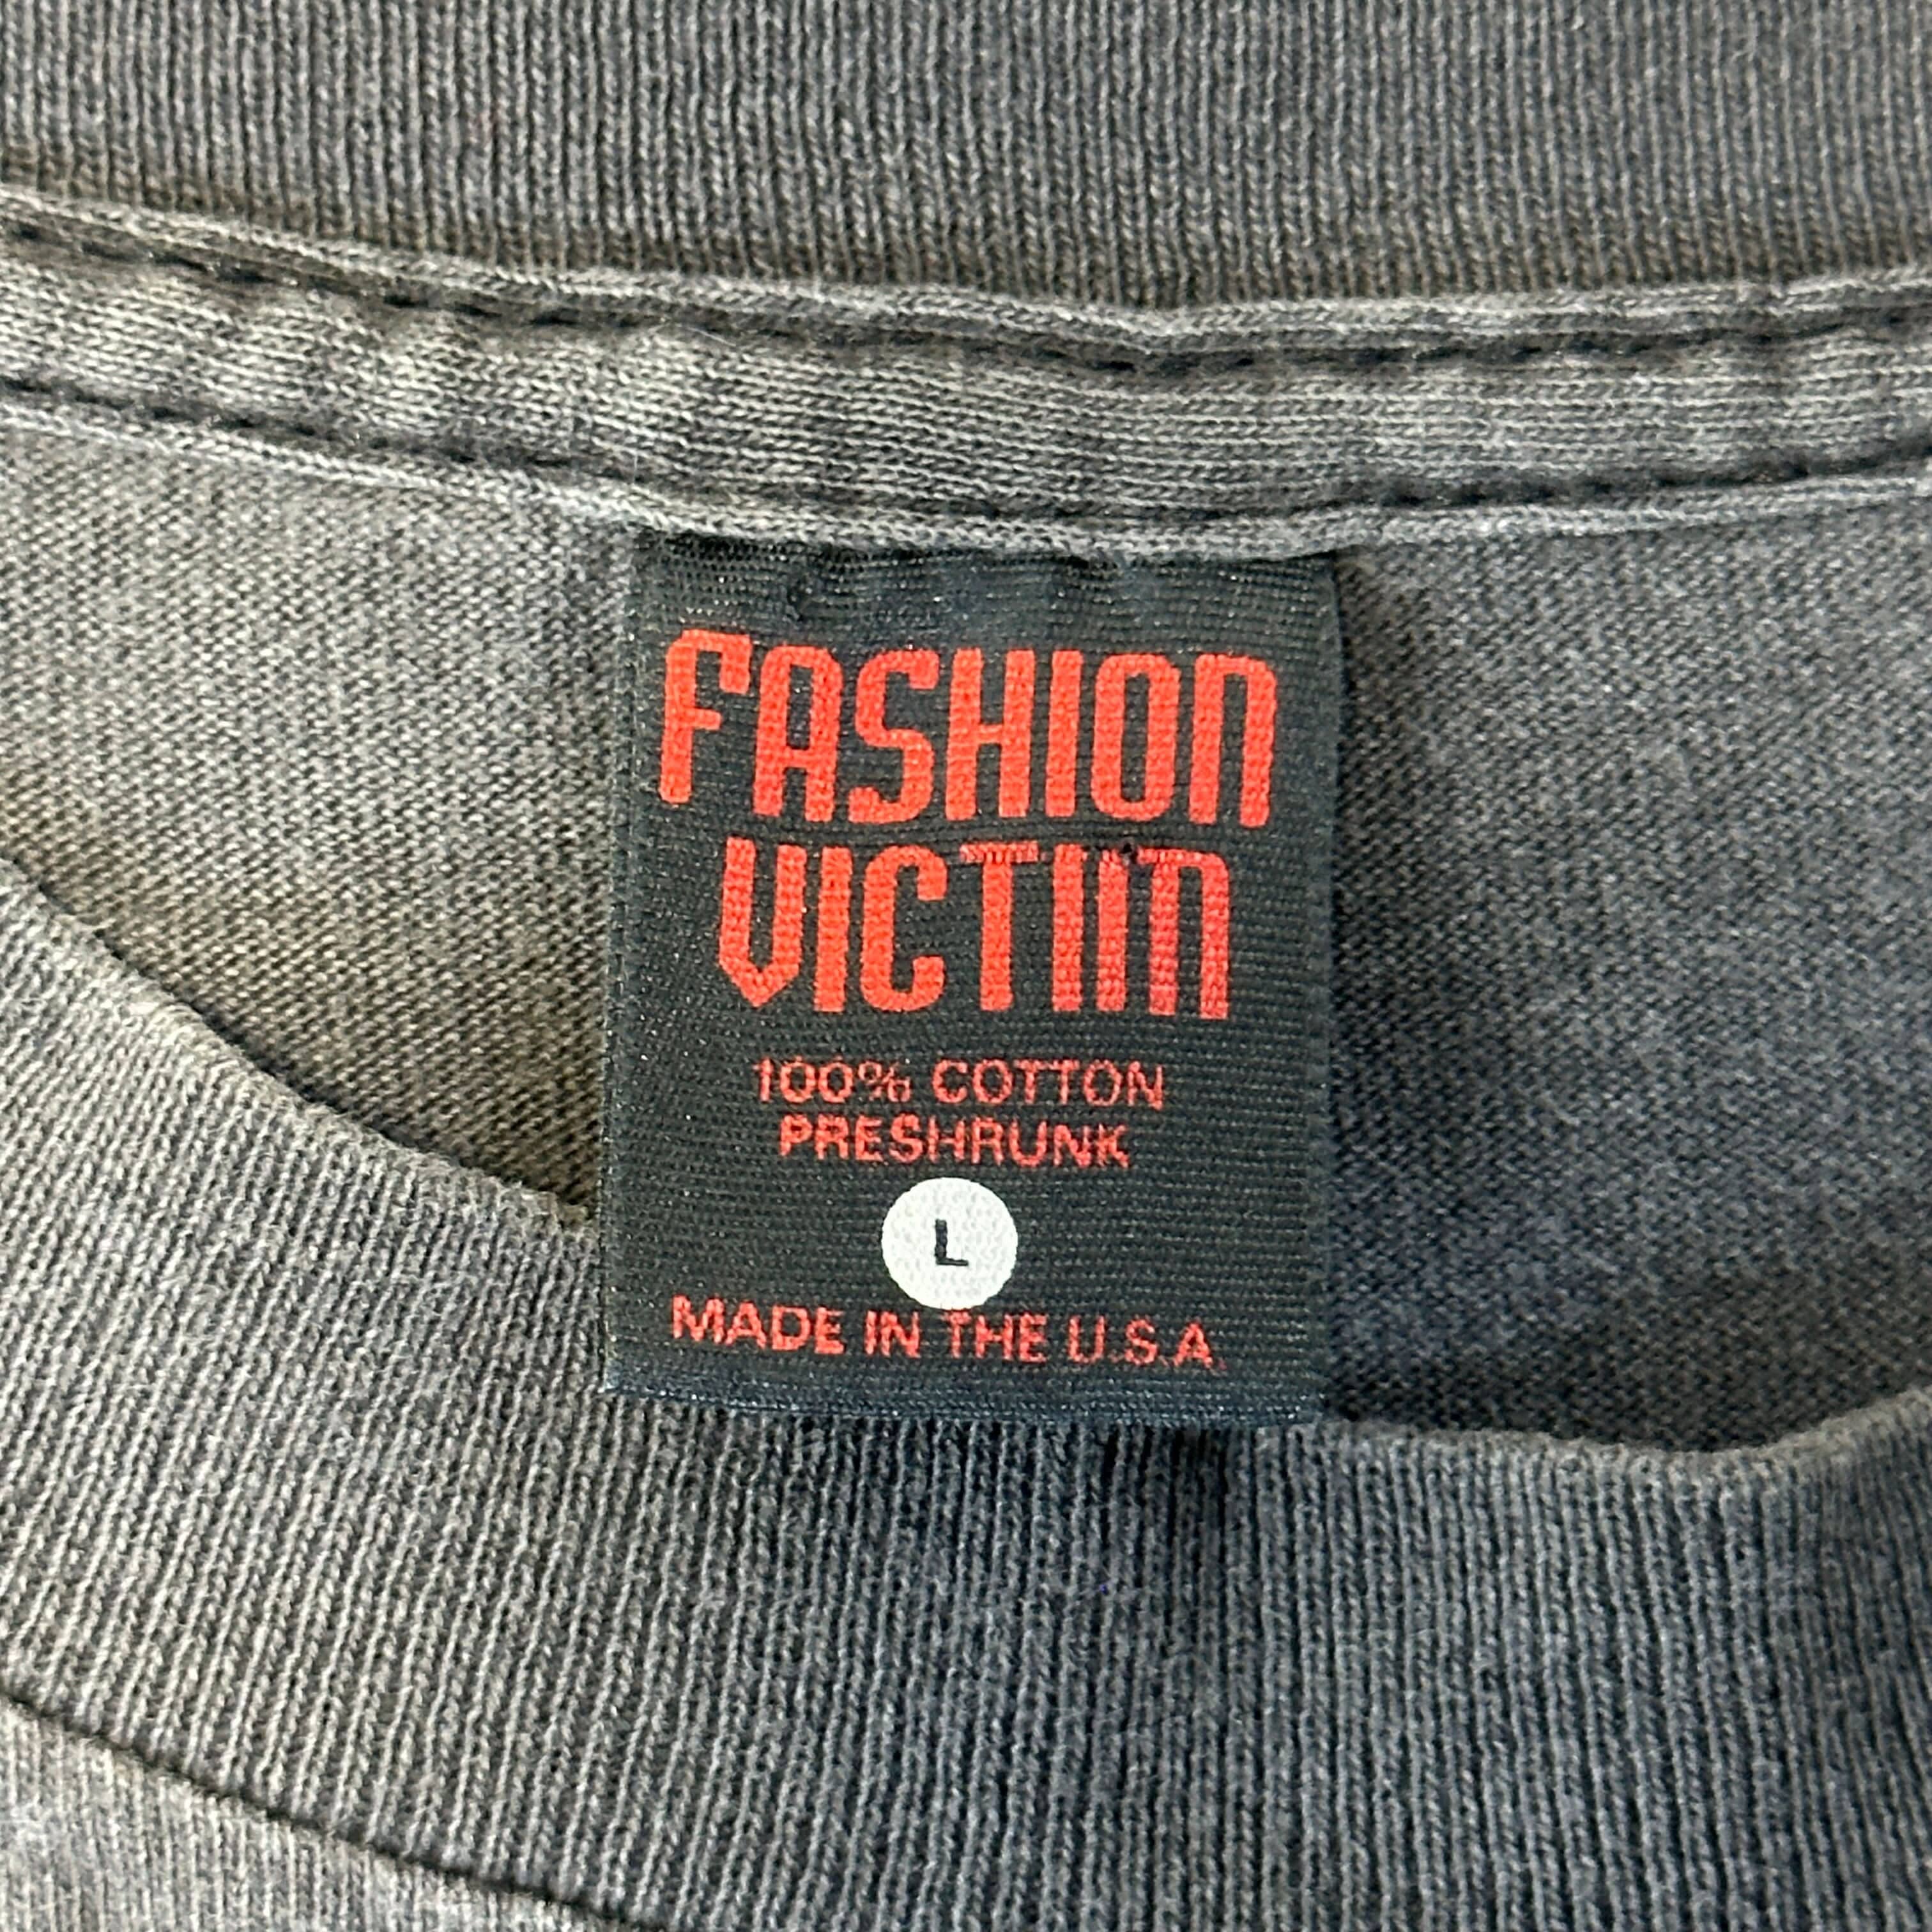 FASHION
VICTIM
100% COTTON
PRESHRUNK
L
MADE IN THE U.S.A.